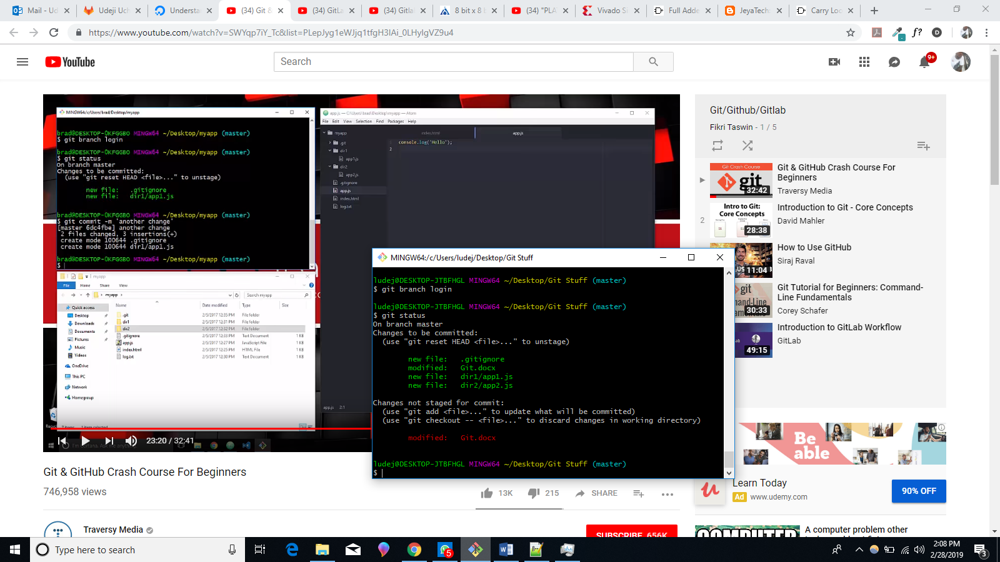 Mail - Ud
Udeji Uch
Understa
(34) Git &
(34) GitLa
(34) Gitlal
8 bit x 8 b
(34) "PLA
Vivado Si
Full Adde
JeyaTech
Carry Loo
https://www.youtube.com/watch?v=SWYqp7iY_Tc&list=PLepJyg1eWJjq1tfgH3IAi_0LHyIgVZ9u4
YouTube
Search
9+
MINGW64:/c/Users/brad/Desktop/myapp
brad@DESKTOP-0KFGGBO MINGW64 ~/Desktop/myapp (master)
$ git branch login
brad@DESKTOP-0KFGGBO MINGW64 ~/Desktop/myapp (master)
$ git status
On branch master
Changes to be committed:
(use "git reset HEAD <file>..." to unstage)
new file:   .gitignore
new file:   dir1/app1.js
brad@DESKTOP-0KFGGBO MINGW64 ~/Desktop/myapp (master)
$ git commit -m 'another change'
[master 6dc4fbe] another change
2 files changed, 3 insertions(+)
create mode 100644 .gitignore
create mode 100644 dir1/app1.js
brad@DESKTOP-0KFGGBO MINGW64 ~/Desktop/myapp (master)
$
app.js — C:\Users\brad\Desktop\myapp — Atom
File Edit View Selection Find Packages Help
myapp
.git
dir1
app1.js
dir2
app2.js
.gitignore
app.js
index.html
log.txt
index.html
app.js
1 console.log('Hello');
2
app.js 2:1
myapp
File Home Share View
myapp
Search myapp
Name Date modified Type Size
Quick access
Desktop
Downloads
Documents
Pictures
Music
Videos
OneDrive
This PC
Network
Homegroup
.git 2/5/2017 12:35 PM File folder
dir1 2/5/2017 12:31 PM File folder
dir2 2/5/2017 12:32 PM File folder
.gitignore 2/5/2017 12:33 PM Text Document 1 KB
app.js 2/5/2017 12:27 PM JavaScript File 1 KB
index.html 2/5/2017 12:25 PM HTML File 1 KB
log.txt 2/5/2017 12:30 PM Text Document 1 KB
7 items 1 item selected
23:20 / 32:41
MINGW64:/c/Users/ludej/Desktop/Git Stuff
ludej@DESKTOP-JTBFHGL MINGW64 ~/Desktop/Git Stuff (master)
$ git branch login
ludej@DESKTOP-JTBFHGL MINGW64 ~/Desktop/Git Stuff (master)
$ git status
On branch master
Changes to be committed:
(use "git reset HEAD <file>..." to unstage)
new file:   .gitignore
modified:   Git.docx
new file:   dir1/app1.js
new file:   dir2/app2.js
Changes not staged for commit:
(use "git add <file>..." to update what will be committed)
(use "git checkout -- <file>..." to discard changes in working directory)
modified:   Git.docx
ludej@DESKTOP-JTBFHGL MINGW64 ~/Desktop/Git Stuff (master)
$
Git & GitHub Crash Course For Beginners
746,958 views
13K
215
SHARE
Traversy Media
SUBSCRIBE 656K
Git/Github/Gitlab
Fikri Taswin - 1 / 5
Git Crash Course
git
32:42
Git & GitHub Crash Course For
Beginners
Traversy Media
2
Intro to Git:
Core Concepts
28:38
Introduction to Git - Core Concepts
David Mahler
11:04
How to Use GitHub
Siraj Raval
git
30:33
Git Tutorial for Beginners: Command-
Line Fundamentals
Corey Schafer
49:15
Introduction to GitLab Workflow
GitLab
Be
able
Learn Today
Ad www.udemy.com
90% OFF
COMPUTER
A computer problem other
Type here to search
5
2:08 PM
2/28/2019
3